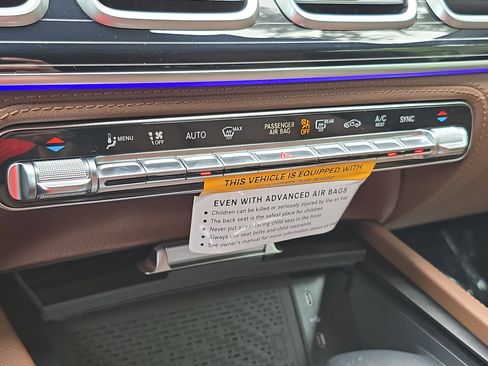 MENU
OFF
AUTO
MAX
PASSENGER
AIR BAG
OFF
REAR
A/C
REST
SYNC
THIS VEHICLE IS EQUIPPED WITH
EVEN WITH ADVANCED AIR BAGS
• Children can be killed or seriously injured by the air bag
• The back seat is the safest place for children
• Never put a rear-facing child seat in the front
• Always use seat belts and child restraints
• See owner's manual for more information about air bags